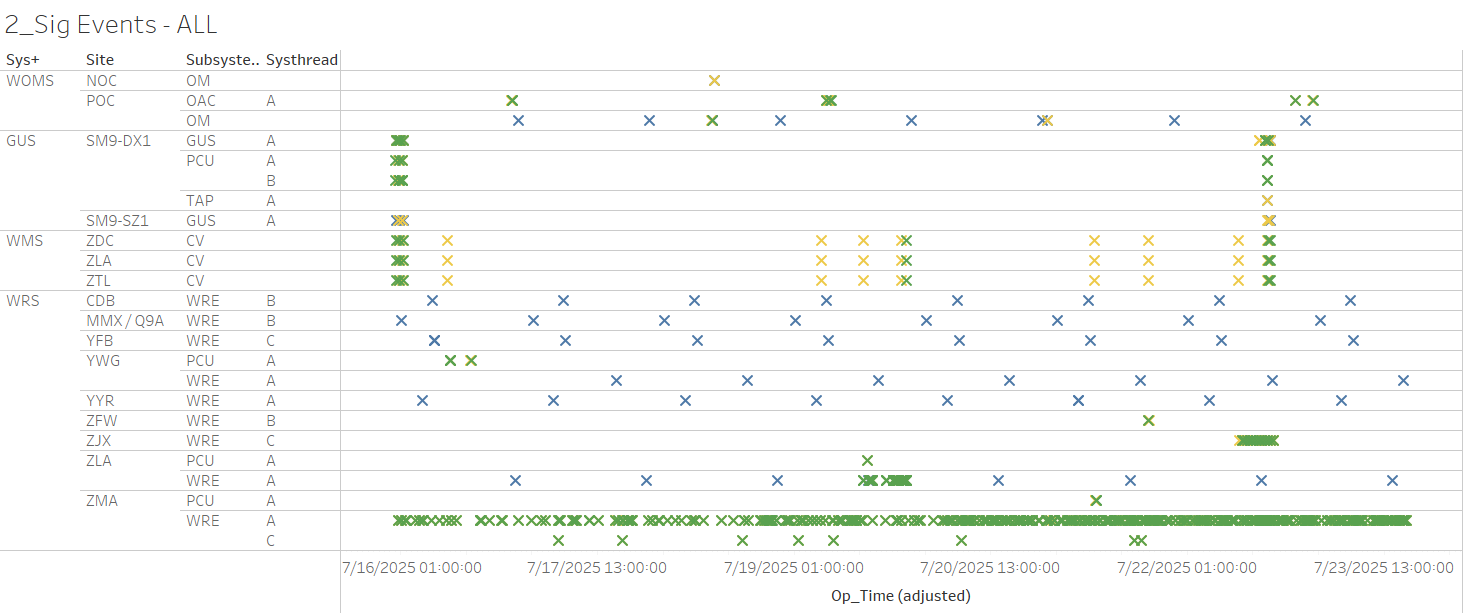 2_Sig Events - ALL
Sys+ Site Subsyste.. Systhread
WOMS NOC OM
POC OAC A
OM
GUS SM9-DX1 GUS A
PCU A
B
TAP A
SM9-SZ1 GUS A
WMS ZDC CV
ZLA CV
ZTL CV
WRS CDB WRE B
MMX / Q9A WRE B
YFB WRE C
YWG PCU A
WRE A
YYR WRE A
ZFW WRE B
ZJX WRE C
ZLA PCU A
WRE A
ZMA PCU A
WRE A
C
7/16/2025 01:00:00 7/17/2025 13:00:00 7/19/2025 01:00:00 7/20/2025 13:00:00 7/22/2025 01:00:00 7/23/2025 13:00:00
Op_Time (adjusted)